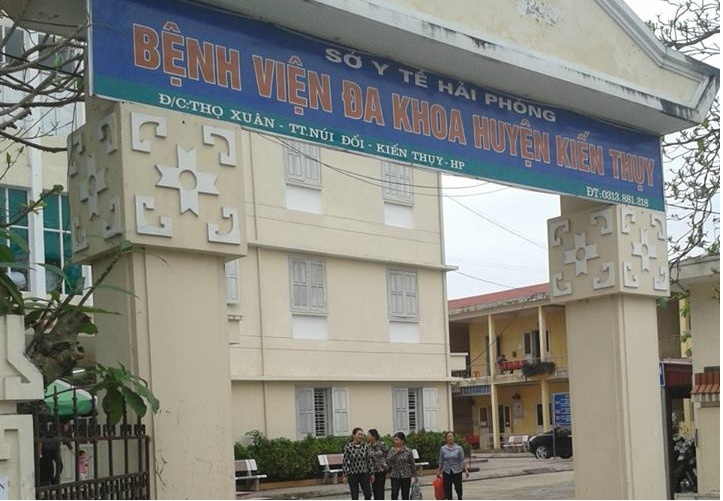 SỞ Y TẾ HẢI PHÒNG
BỆNH VIỆN ĐA KHOA HUYỆN KIẾN THỤY
Đ/C:THỌ XUÂN - TT.NÚI ĐỐI - KIẾN THỤY -HP
ĐT:0313.881.218